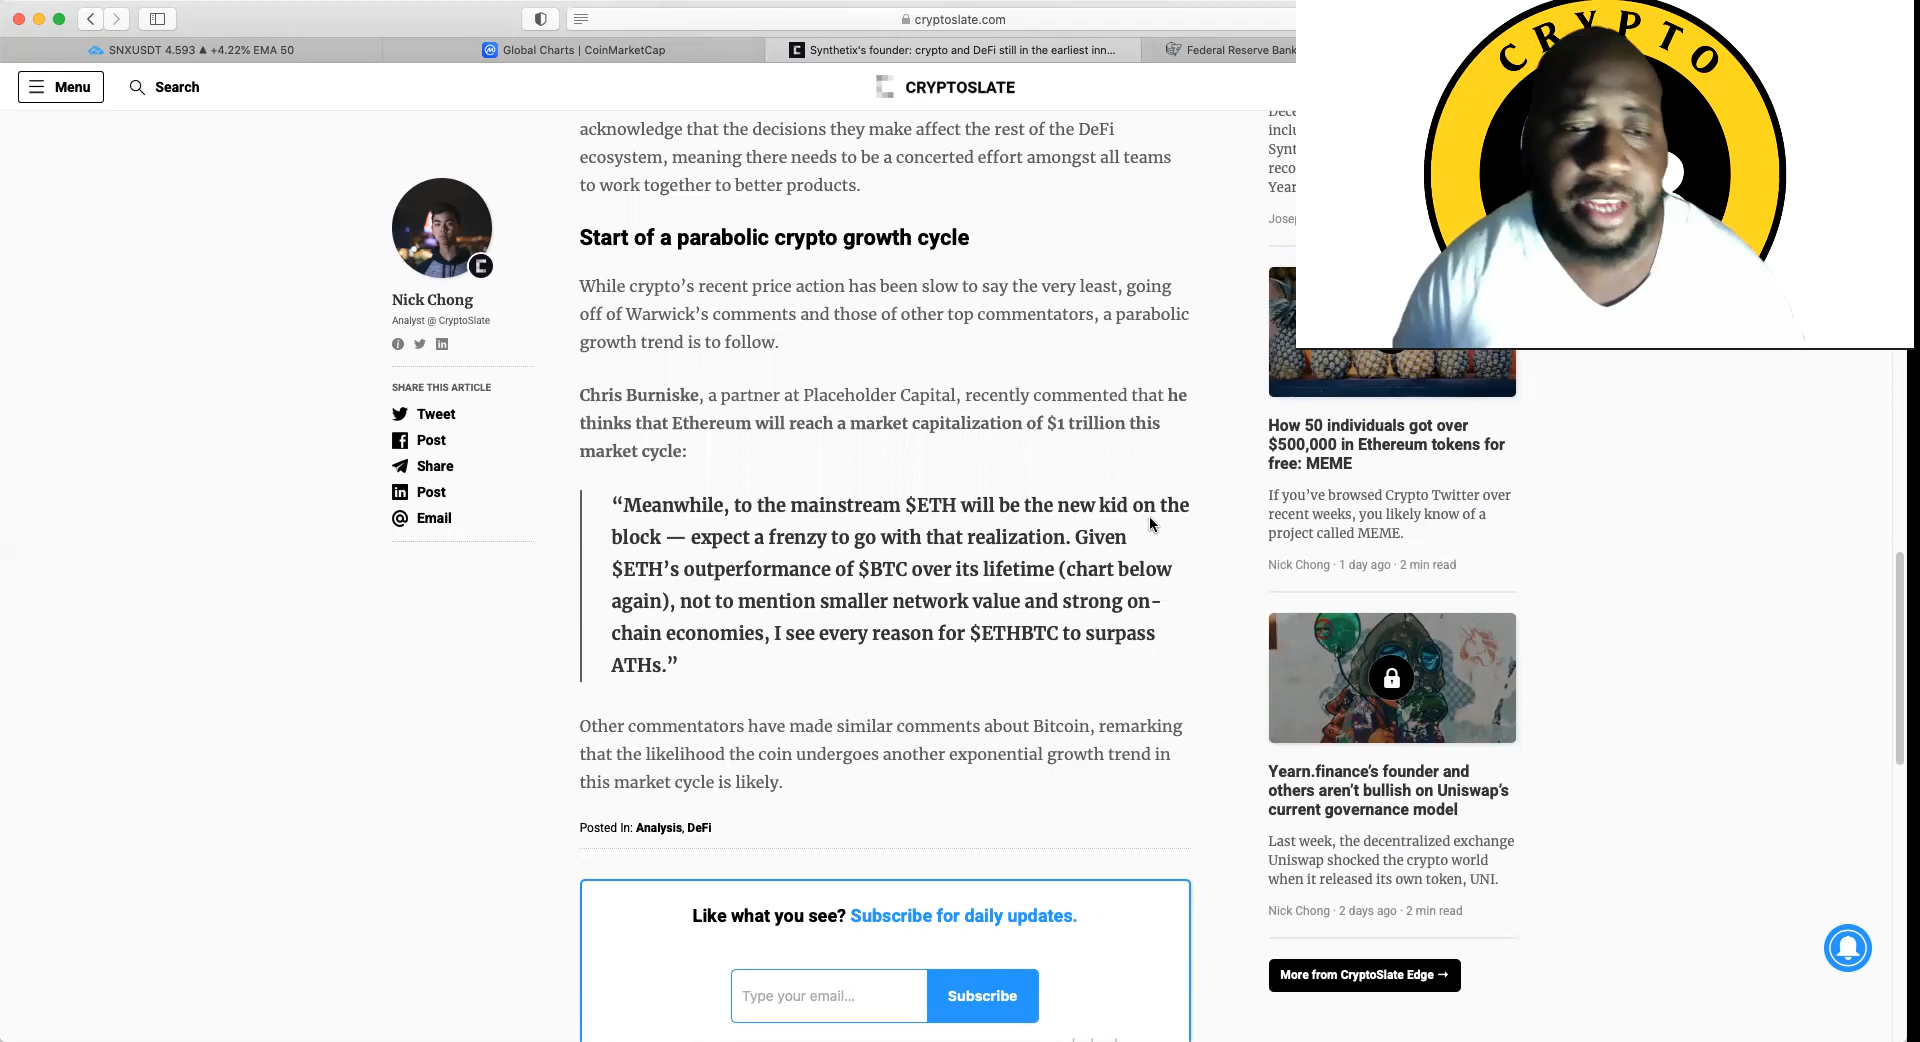 cryptoslate.com
SNXUSDT 4.593 ▲ +4.22% EMA 50
Global Charts | CoinMarketCap
Synthetix's founder: crypto and DeFi still in the earliest inn...
Federal Reserve Bank
CRYPTO
Menu
Search
CRYPTOSLATE
acknowledge that the decisions they make affect the rest of the DeFi
ecosystem, meaning there needs to be a concerted effort amongst all teams
to work together to better products.
Start of a parabolic crypto growth cycle
While crypto’s recent price action has been slow to say the very least, going
off of Warwick’s comments and those of other top commentators, a parabolic
growth trend is to follow.
Chris Burniske, a partner at Placeholder Capital, recently commented that he
thinks that Ethereum will reach a market capitalization of $1 trillion this
market cycle:
“Meanwhile, to the mainstream $ETH will be the new kid on the
block — expect a frenzy to go with that realization. Given
$ETH’s outperformance of $BTC over its lifetime (chart below
again), not to mention smaller network value and strong on-
chain economies, I see every reason for $ETHBTC to surpass
ATHs.”
Other commentators have made similar comments about Bitcoin, remarking
that the likelihood the coin undergoes another exponential growth trend in
this market cycle is likely.
Posted In: Analysis, DeFi
Like what you see? Subscribe for daily updates.
Type your email...
Subscribe
Nick Chong
Analyst @ CryptoSlate
SHARE THIS ARTICLE
Tweet
Post
Share
Post
Email
How 50 individuals got over
$500,000 in Ethereum tokens for
free: MEME
If you’ve browsed Crypto Twitter over
recent weeks, you likely know of a
project called MEME.
Nick Chong · 1 day ago · 2 min read
Yearn.finance’s founder and
others aren’t bullish on Uniswap’s
current governance model
Last week, the decentralized exchange
Uniswap shocked the crypto world
when it released its own token, UNI.
Nick Chong · 2 days ago · 2 min read
More from CryptoSlate Edge →